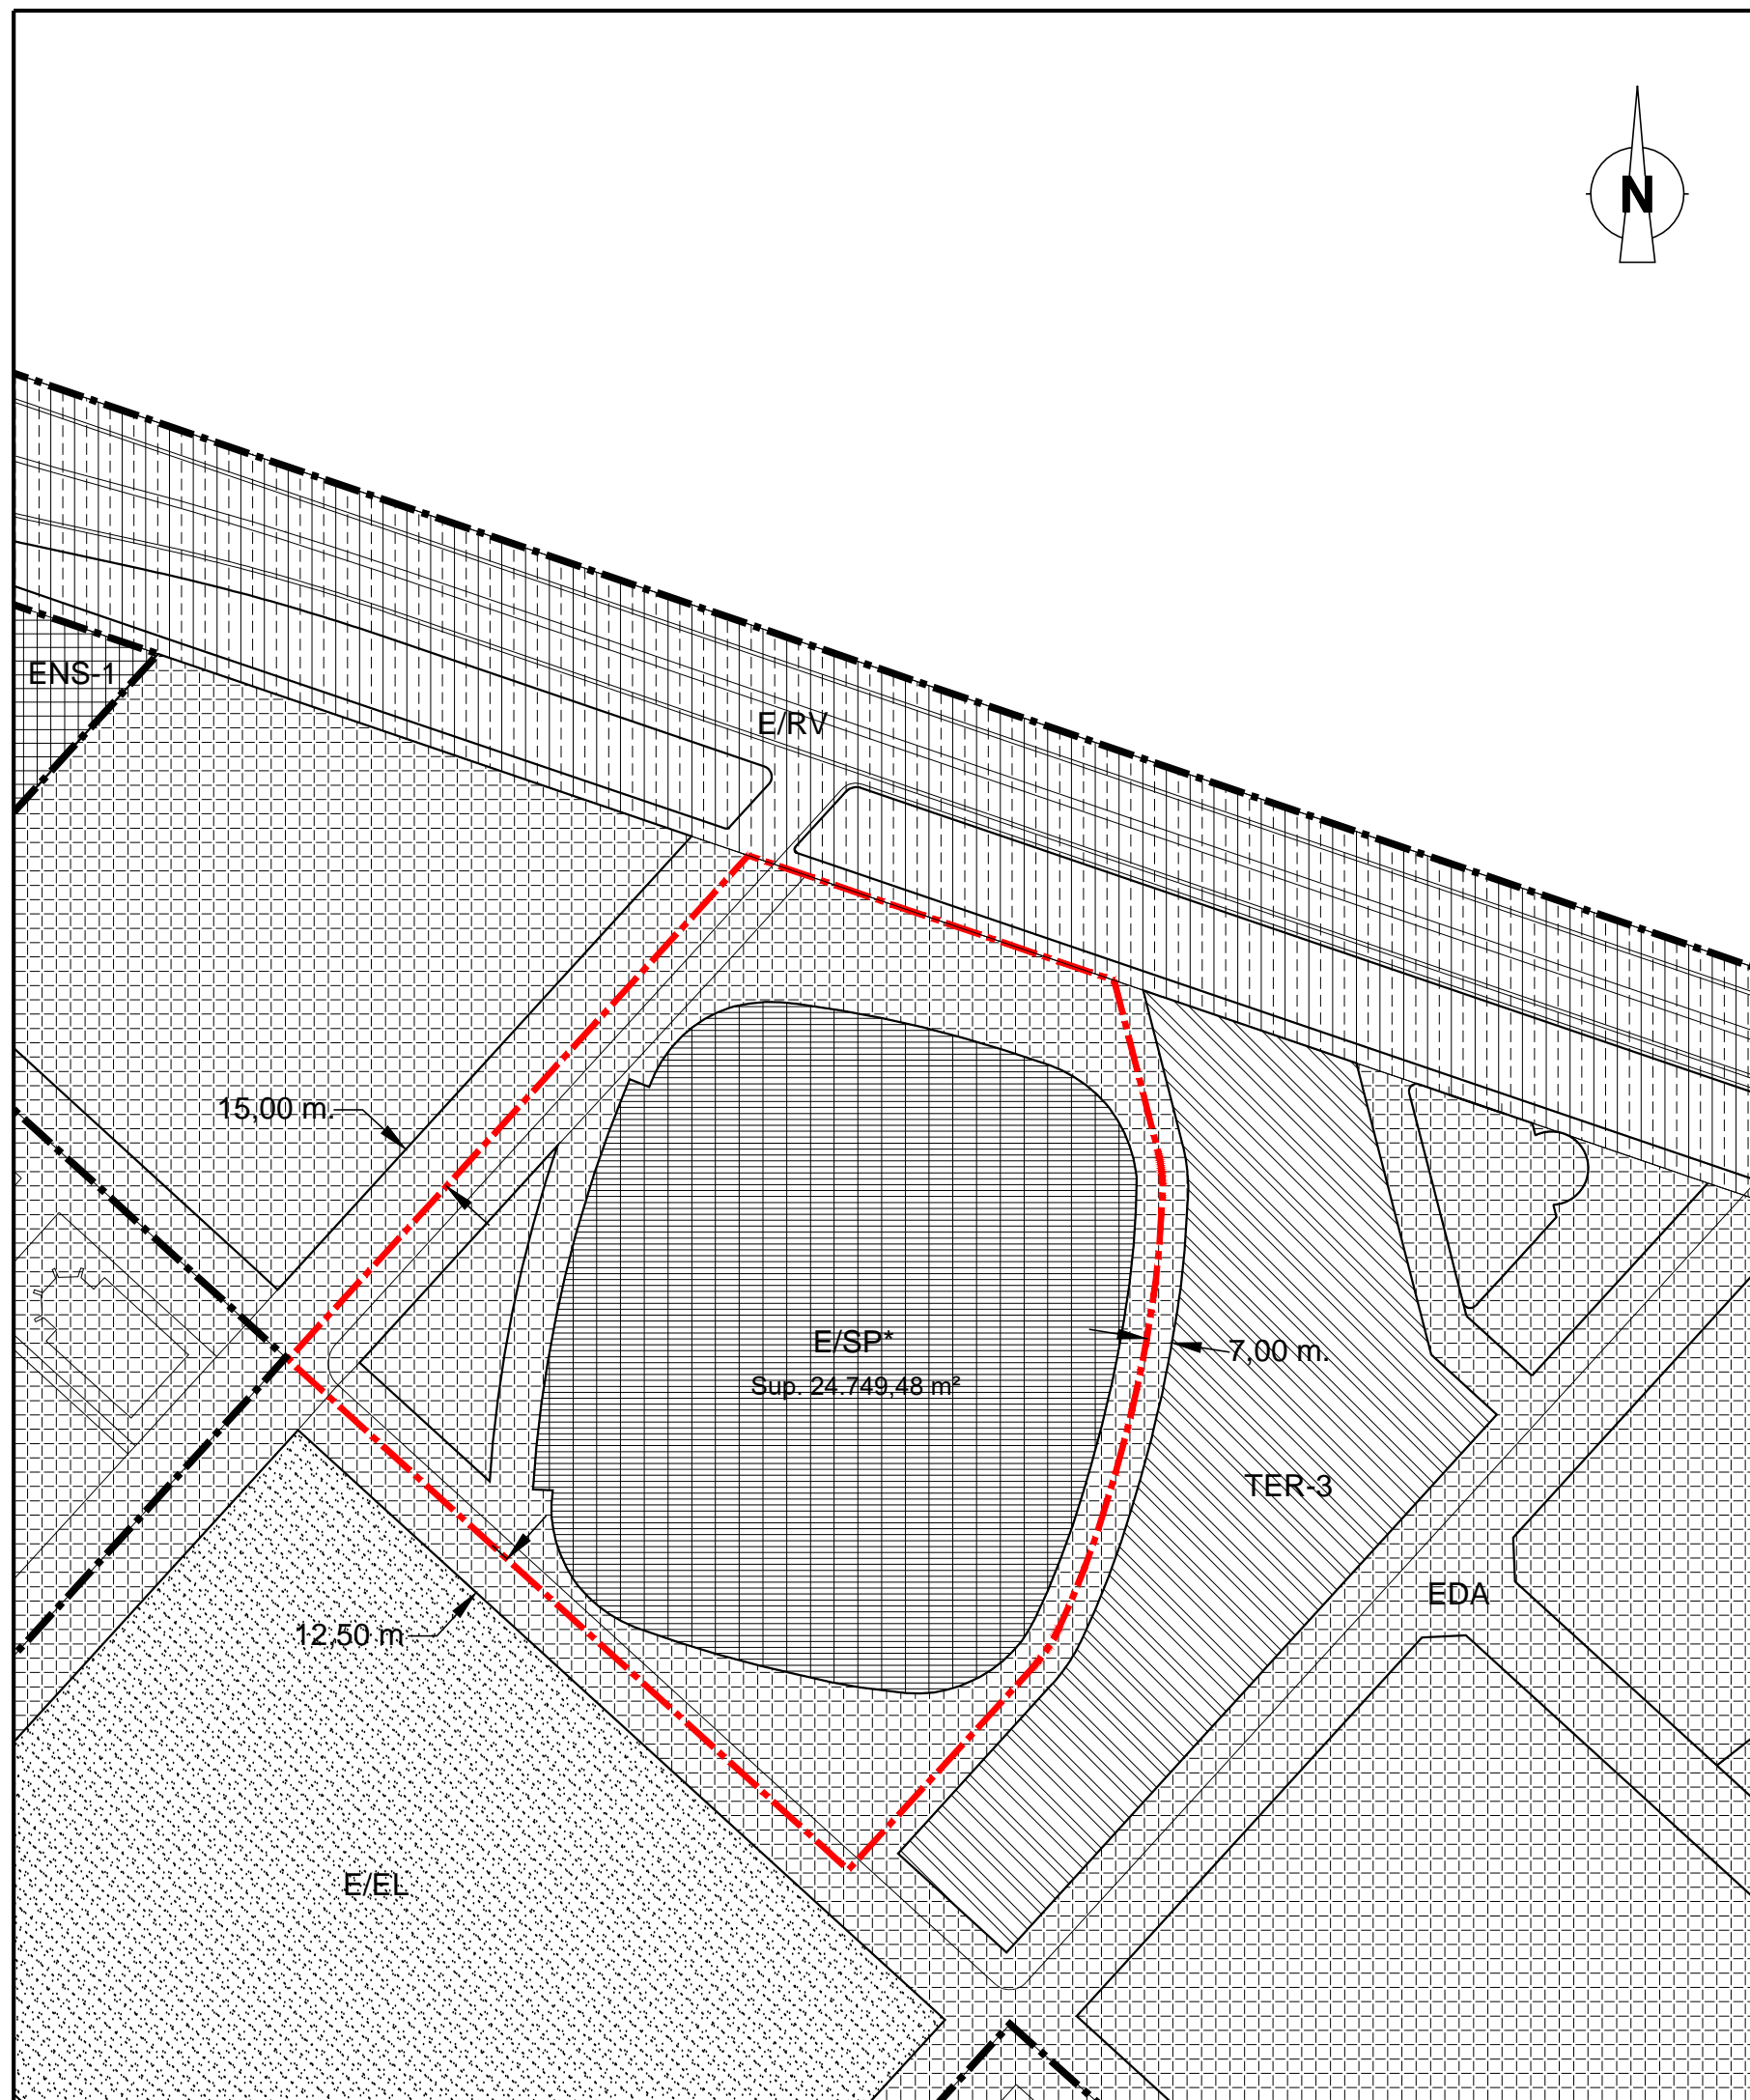 N
ENS-1
E/RV
15,00 m.
E/SP*
7,00 m.
Sup. 24.749,48 m²
TER-3
EDA
12,50 m
E/EL